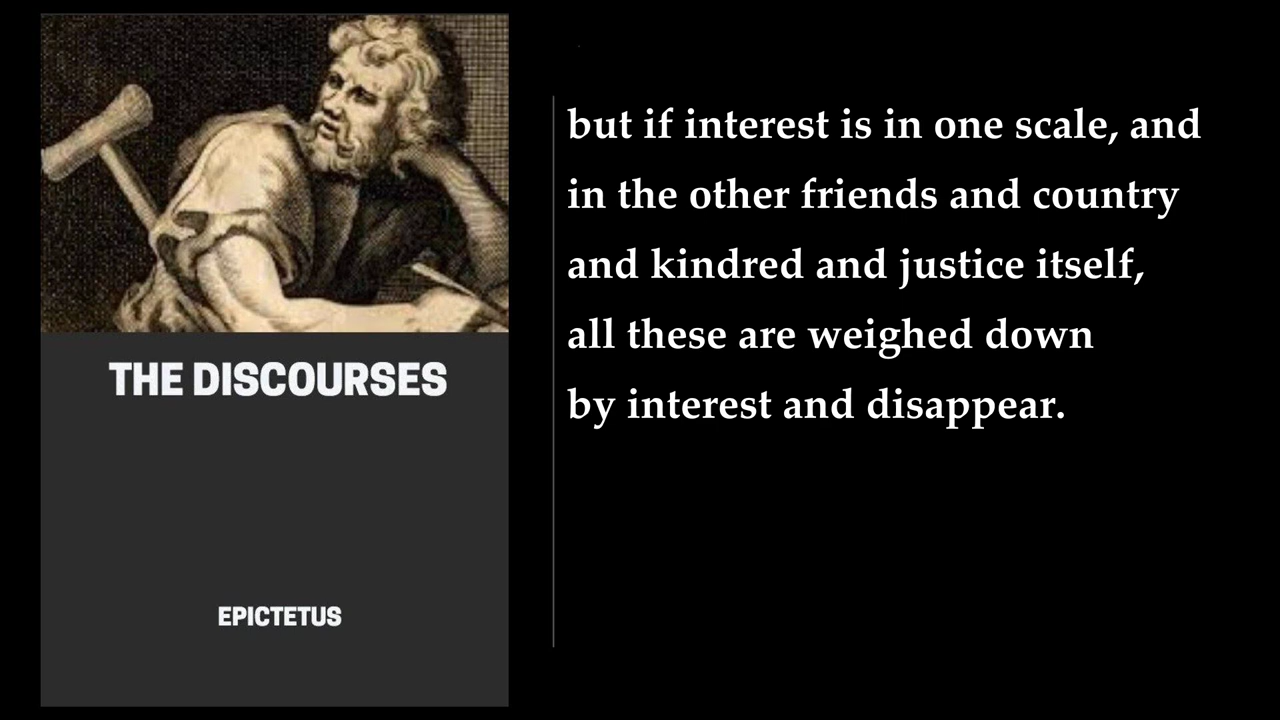 THE DISCOURSES
EPICTETUS
but if interest is in one scale, and
in the other friends and country
and kindred and justice itself,
all these are weighed down
by interest and disappear.